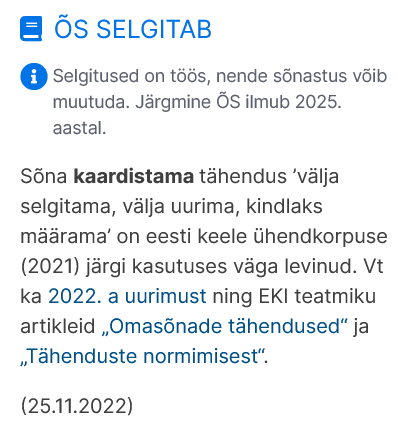 ÕS SELGITAB
Selgitused on töös, nende sõnastus võib
muutuda. Järgmine ÕS ilmub 2025.
aastal.
Sõna kaardistama tähendus ’välja
selgitama, välja uurima, kindlaks
määrama’ on eesti keele ühendkorpuse
(2021) järgi kasutuses väga levinud. Vt
ka 2022. a uurimust ning EKI teatmiku
artikleid „Omasõnade tähendused“ ja
„Tähenduste normimisest“.
(25.11.2022)